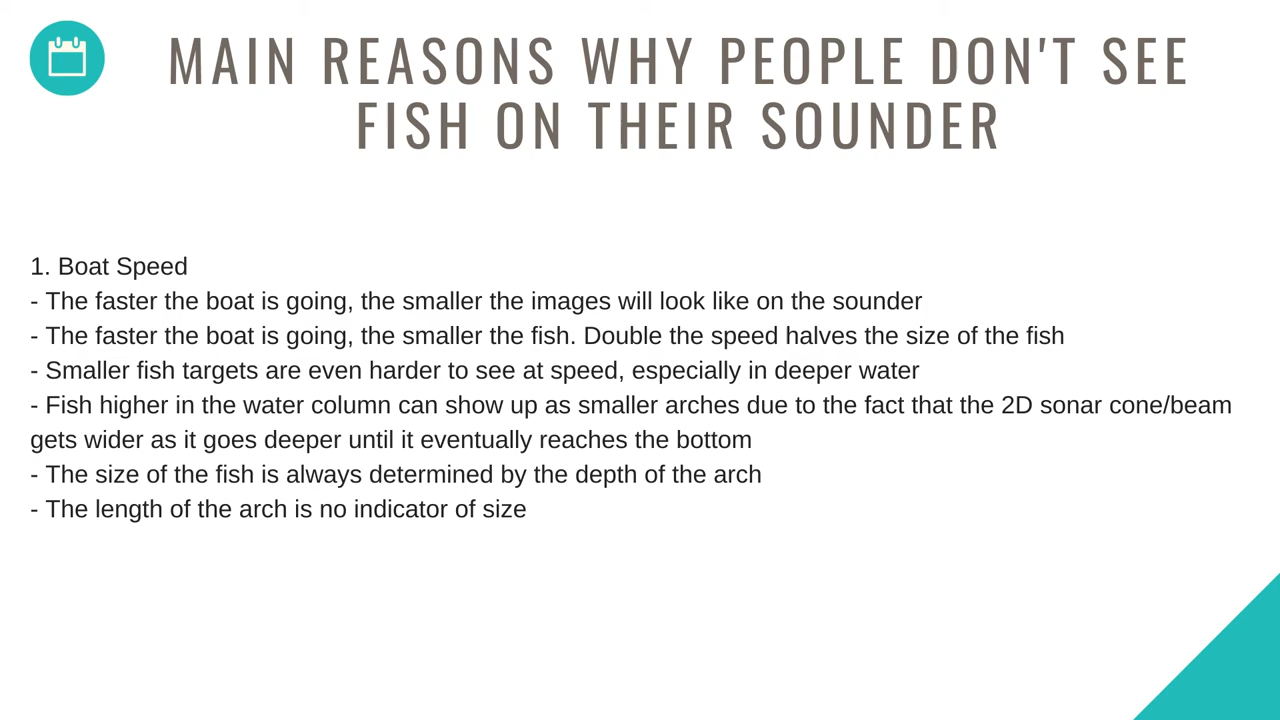 MAIN REASONS WHY PEOPLE DON'T SEE
FISH ON THEIR SOUNDER
1. Boat Speed
- The faster the boat is going, the smaller the images will look like on the sounder
- The faster the boat is going, the smaller the fish. Double the speed halves the size of the fish
- Smaller fish targets are even harder to see at speed, especially in deeper water
- Fish higher in the water column can show up as smaller arches due to the fact that the 2D sonar cone/beam
gets wider as it goes deeper until it eventually reaches the bottom
- The size of the fish is always determined by the depth of the arch
- The length of the arch is no indicator of size